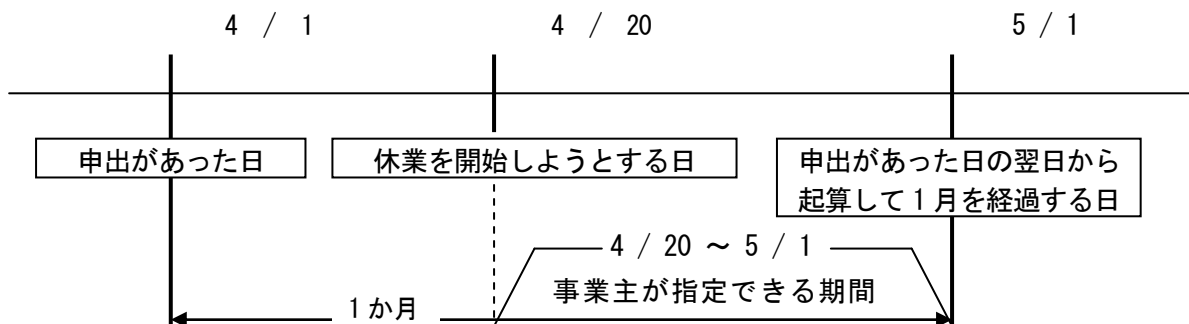 4 / 1
4 / 20
5 / 1
申出があった日
休業を開始しようとする日
申出があった日の翌日から
起算して1月を経過する日
4 / 20 ～ 5 / 1
事業主が指定できる期間
1か月